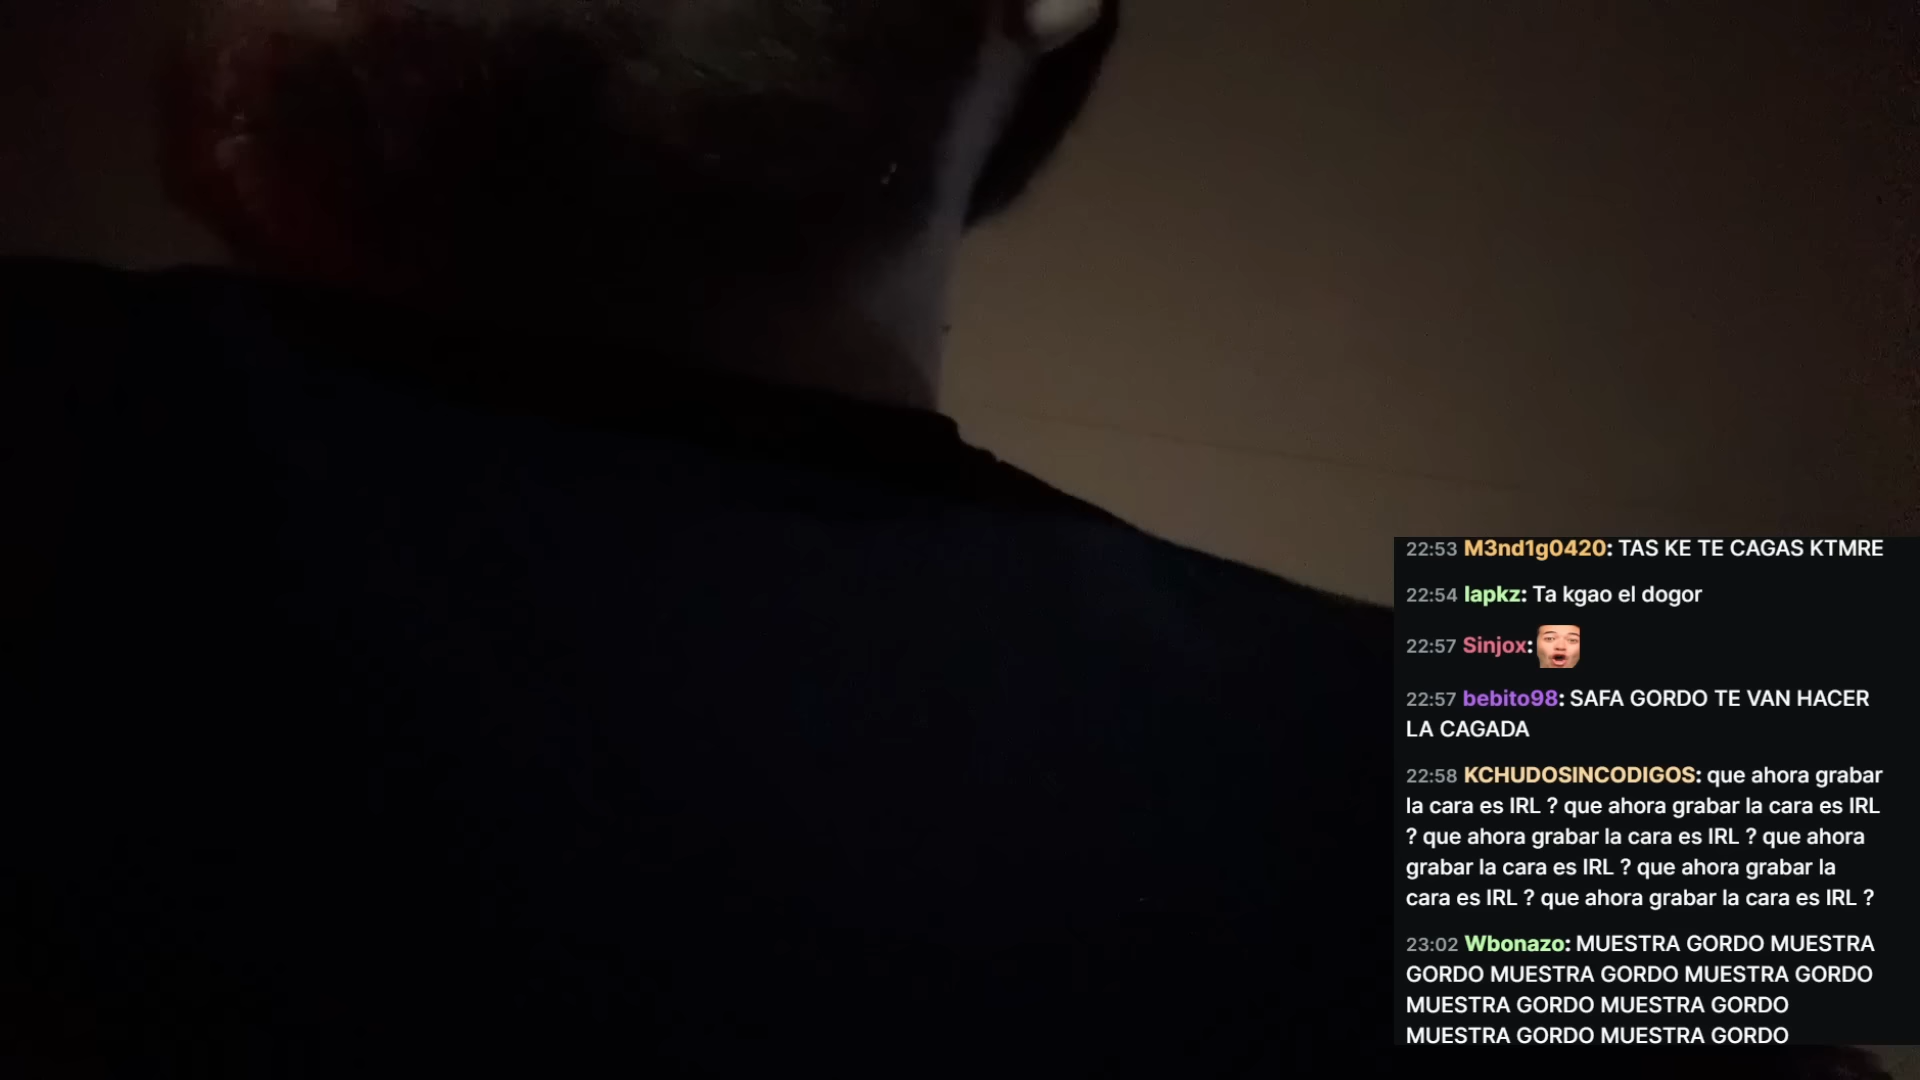 22:53 M3nd1g0420: TAS KE TE CAGAS KTMRE
22:54 lapkz: Ta kgao el dogor
22:57 Sinjox:
22:57 bebito98: SAFA GORDO TE VAN HACER
LA CAGADA
22:58 KCHUDOSINCODIGOS: que ahora grabar
la cara es IRL ? que ahora grabar la cara es IRL
? que ahora grabar la cara es IRL ? que ahora
grabar la cara es IRL ? que ahora grabar la
cara es IRL ? que ahora grabar la cara es IRL ?
23:02 Wbonazo: MUESTRA GORDO MUESTRA
GORDO MUESTRA GORDO MUESTRA GORDO
MUESTRA GORDO MUESTRA GORDO
MUESTRA GORDO MUESTRA GORDO